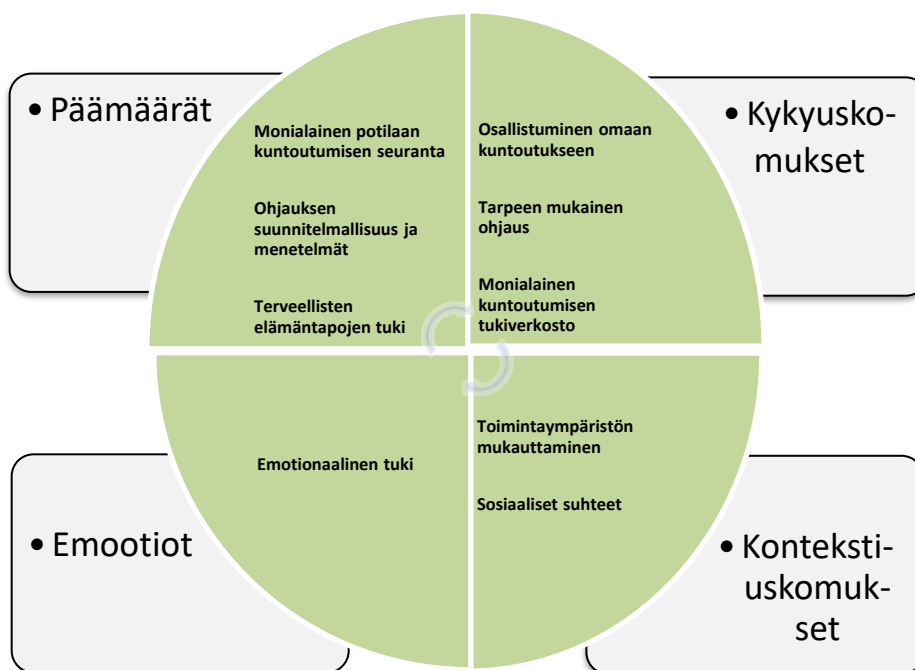 • Päämäärät
Monialainen potilaan
kuntoutumisen seuranta
Ohjauksen
suunnitelmallisuus ja
menetelmät
Terveellisten
elämäntapojen tuki
• Kykyusko-
mukset
Osallistuminen omaan
kuntoutukseen
Tarpeen mukainen
ohjaus
Monialainen
kuntoutumisen
tukiverkosto
• Emootiot
Emotionaalinen tuki
Toimintaympäristön
mukauttaminen
Sosiaaliset suhteet
• Konteksti-
uskomuk-
set